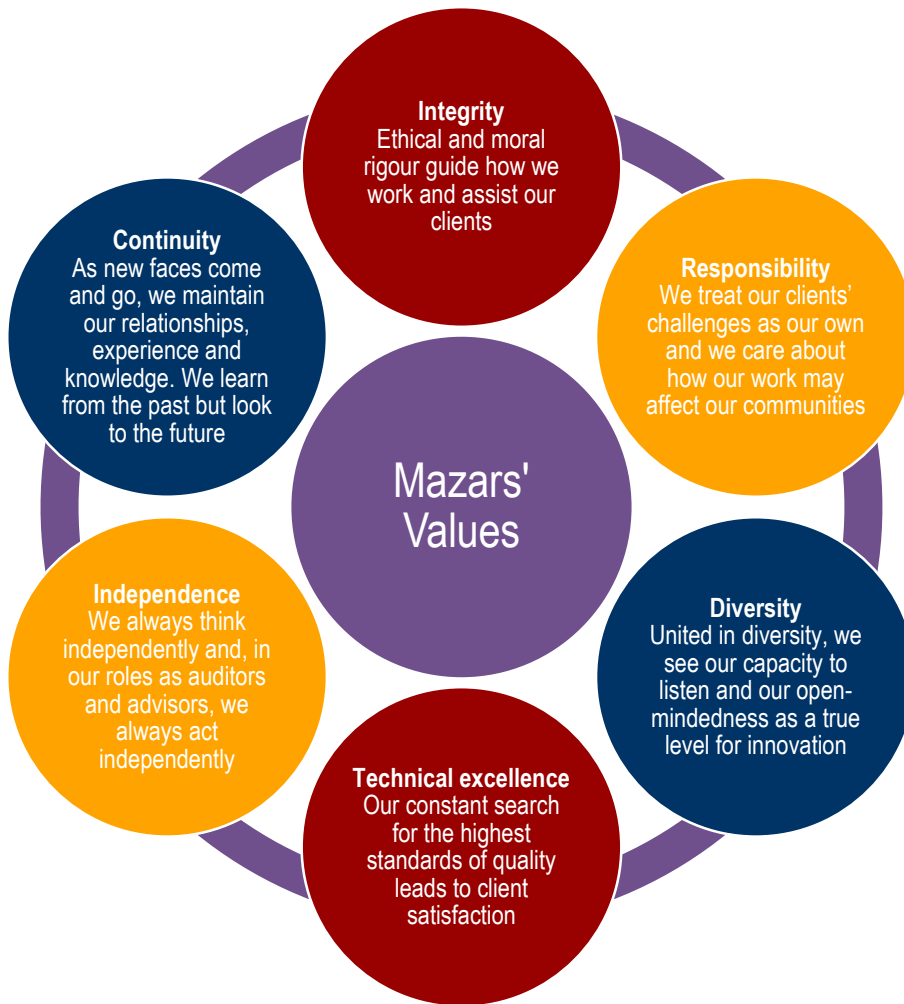 Integrity
Ethical and moral
rigour guide how we
work and assist our
clients
Responsibility
We treat our clients'
challenges as our own
and we care about
how our work may
affect our communities
Diversity
United in diversity, we
see our capacity to
listen and our open-
mindedness as a true
level for innovation
Technical excellence
Our constant search
for the highest
standards of quality
leads to client
satisfaction
Independence
We always think
independently and, in
our roles as auditors
and advisors, we
always act
independently
Continuity
As new faces come
and go, we maintain
our relationships,
experience and
knowledge. We learn
from the past but look
to the future
Mazars'
Values